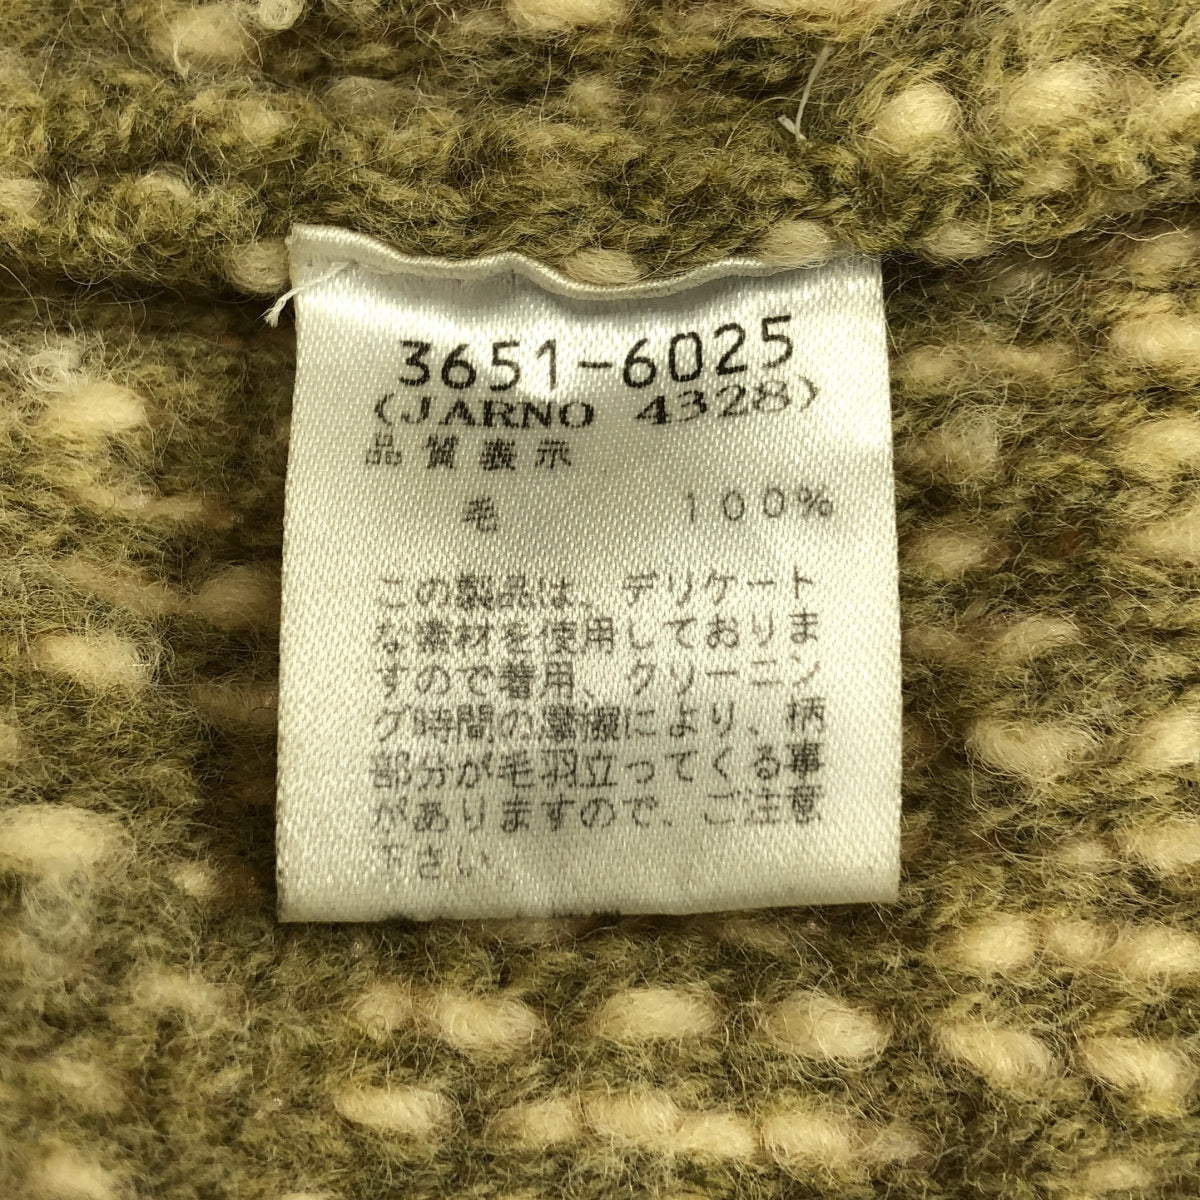 3651-6025
(JARNO 4328)
品質表示
毛 100%
この製品は、デリケート
な素材を使用しておりま
すので着用、クリーニン
グ時間の摩擦により、柄
部分が毛羽立ってくる事
がありますので、ご注意
下さい。